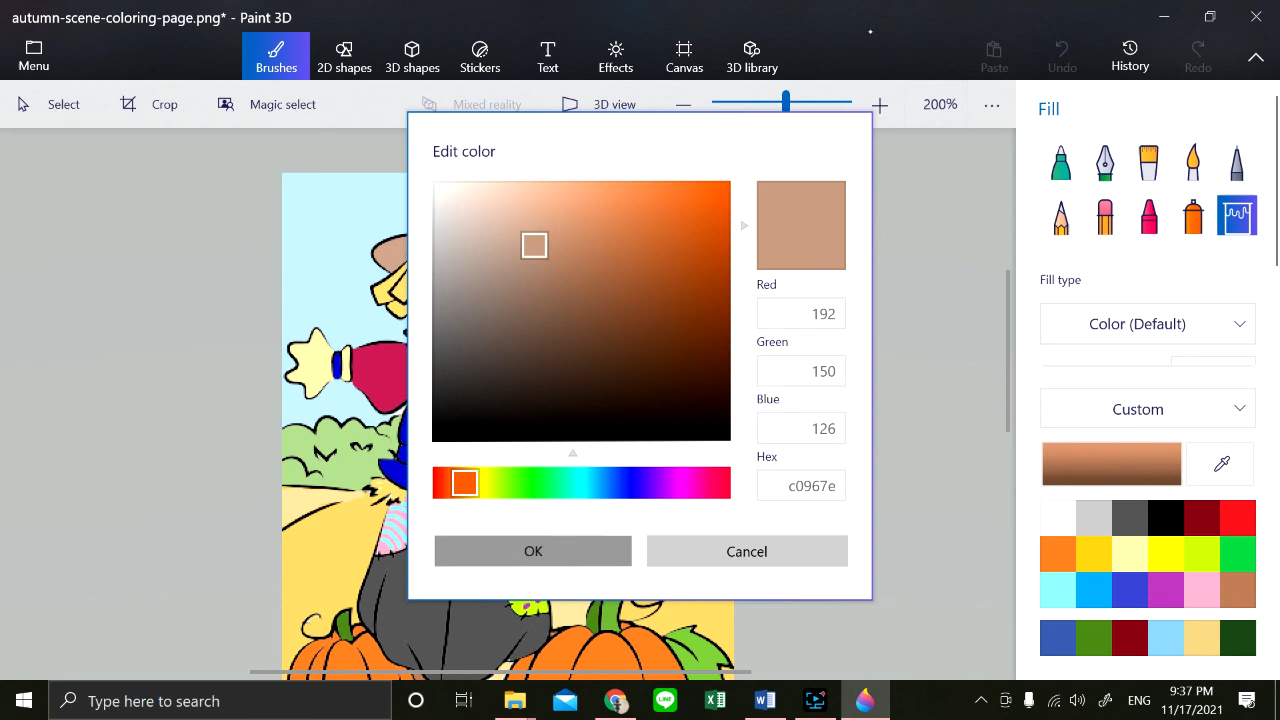 autumn-scene-coloring-page.png* - Paint 3D
Menu
Brushes
2D shapes
3D shapes
Stickers
Text
Effects
Canvas
3D library
Paste
Undo
History
Redo
Select
Crop
Magic select
Mixed reality
3D view
200%
Fill
Edit color
Red
192
Green
150
Blue
126
Hex
c0967e
OK
Cancel
Fill type
Color (Default)
Custom
Type here to search
ENG
9:37 PM
11/17/2021